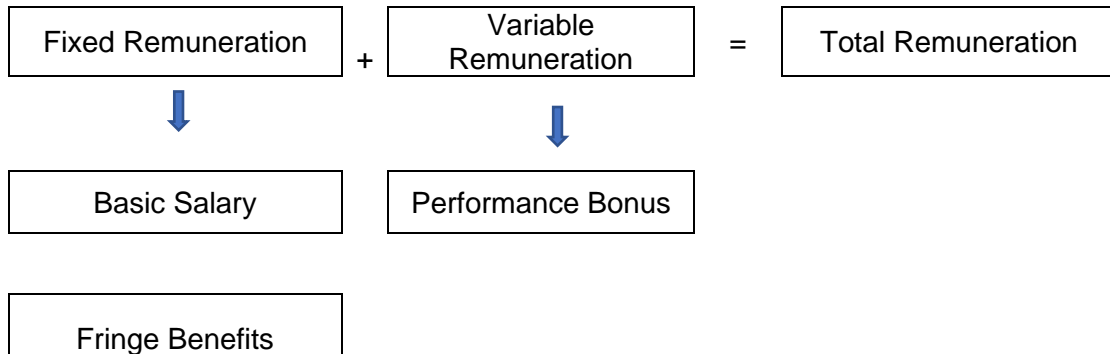 Fixed Remuneration
+
Variable
Remuneration
=
Total Remuneration
Basic Salary
Performance Bonus
Fringe Benefits